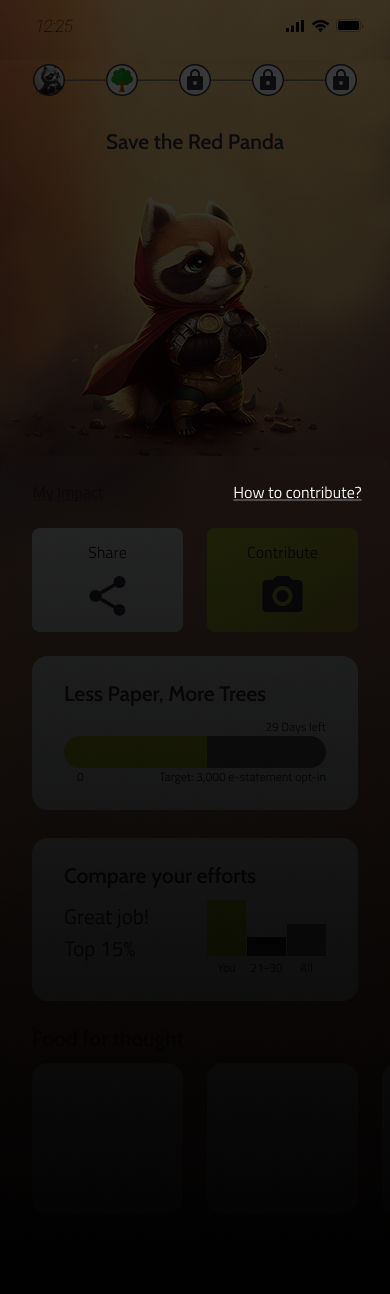 12:25
Save the Red Panda
My Impact
How to contribute?
Share
Contribute
Less Paper, More Trees
29 Days left
0
Target: 3,000 e-statement opt-in
Compare your efforts
Great job!
Top 15%
You
21-30
All
Food for thought